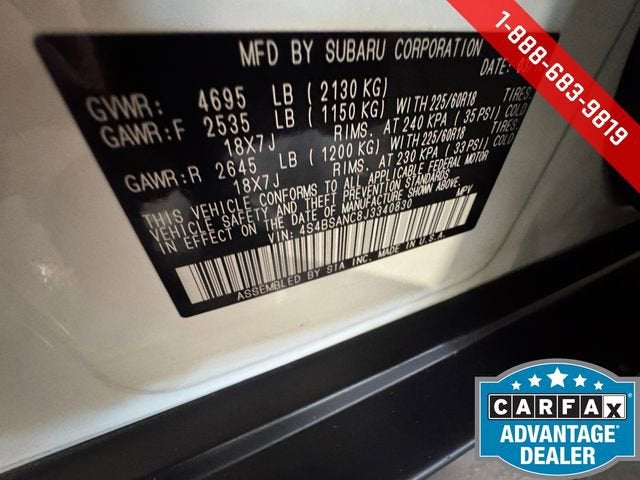 1-888-683-9819
MFD BY SUBARU CORPORATION
DATE:
GVWR: 4695 LB (2130 KG)
GAWR:F 2535 LB (1150 KG) WITH 225/60R18 TIRES,
18X7J RIMS, AT 240 KPA (35 PSI) COLD
GAWR:R 2645 LB (1200 KG) WITH 225/60R18 TIRES,
18X7J RIMS, AT 230 KPA (33 PSI) COLD
THIS VEHICLE CONFORMS TO ALL APPLICABLE FEDERAL MOTOR
VEHICLE SAFETY AND THEFT PREVENTION STANDARDS
IN EFFECT ON THE DATE OF MANUFACTURE SHOWN ABOVE.
VIN: 4S4BSANC8J3340830 MPV
ASSEMBLED BY SIA INC. MADE IN U.S.A.
CARFAX
ADVANTAGE
DEALER